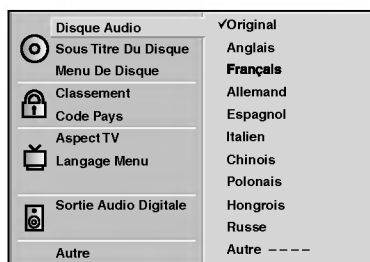 Disque Audio
Sous Titre Du Disque
Menu De Disque
Classement
Code Pays
Aspect TV
Langage Menu
Sortie Audio Digitale
Autre
✓Original
Anglais
Français
Allemand
Espagnol
Italien
Chinois
Polonais
Hongrois
Russe
Autre – – – –